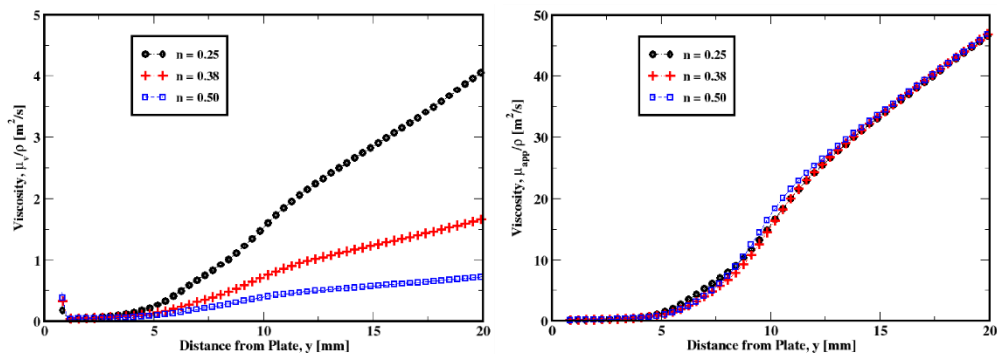 5
4
3
2
1
0
Viscosity, μv/ρ [m²/s]
n = 0.25
n = 0.38
n = 0.50
0 5 10 15 20
Distance from Plate, y [mm]
50
40
30
20
10
0
Viscosity, μapp/ρ [m²/s]
n = 0.25
n = 0.38
n = 0.50
0 5 10 15 20
Distance from Plate, y [mm]